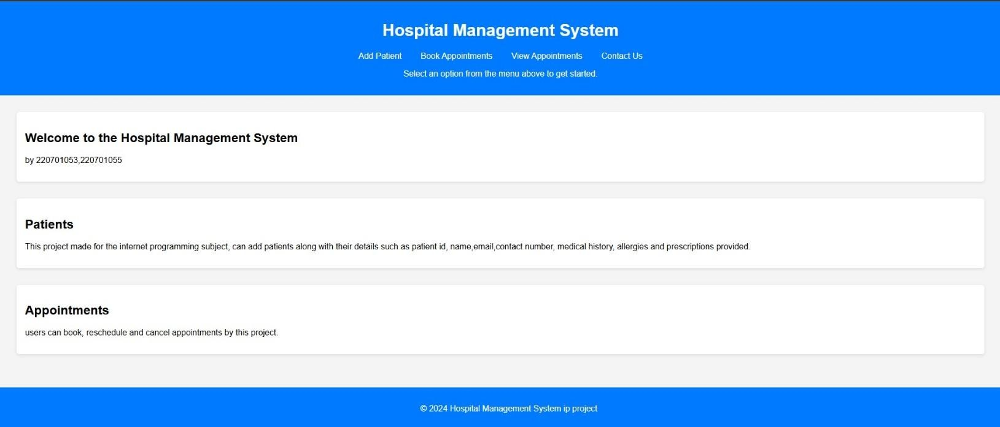 Hospital Management System
Add Patient Book Appointments View Appointments Contact Us
Select an option from the menu above to get started.
Welcome to the Hospital Management System
by 220701053,220701055
Patients
This project made for the internet programming subject, can add patients along with their details such as patient id, name,email,contact number, medical history, allergies and prescriptions provided.
Appointments
users can book, reschedule and cancel appointments by this project.
© 2024 Hospital Management System ip project